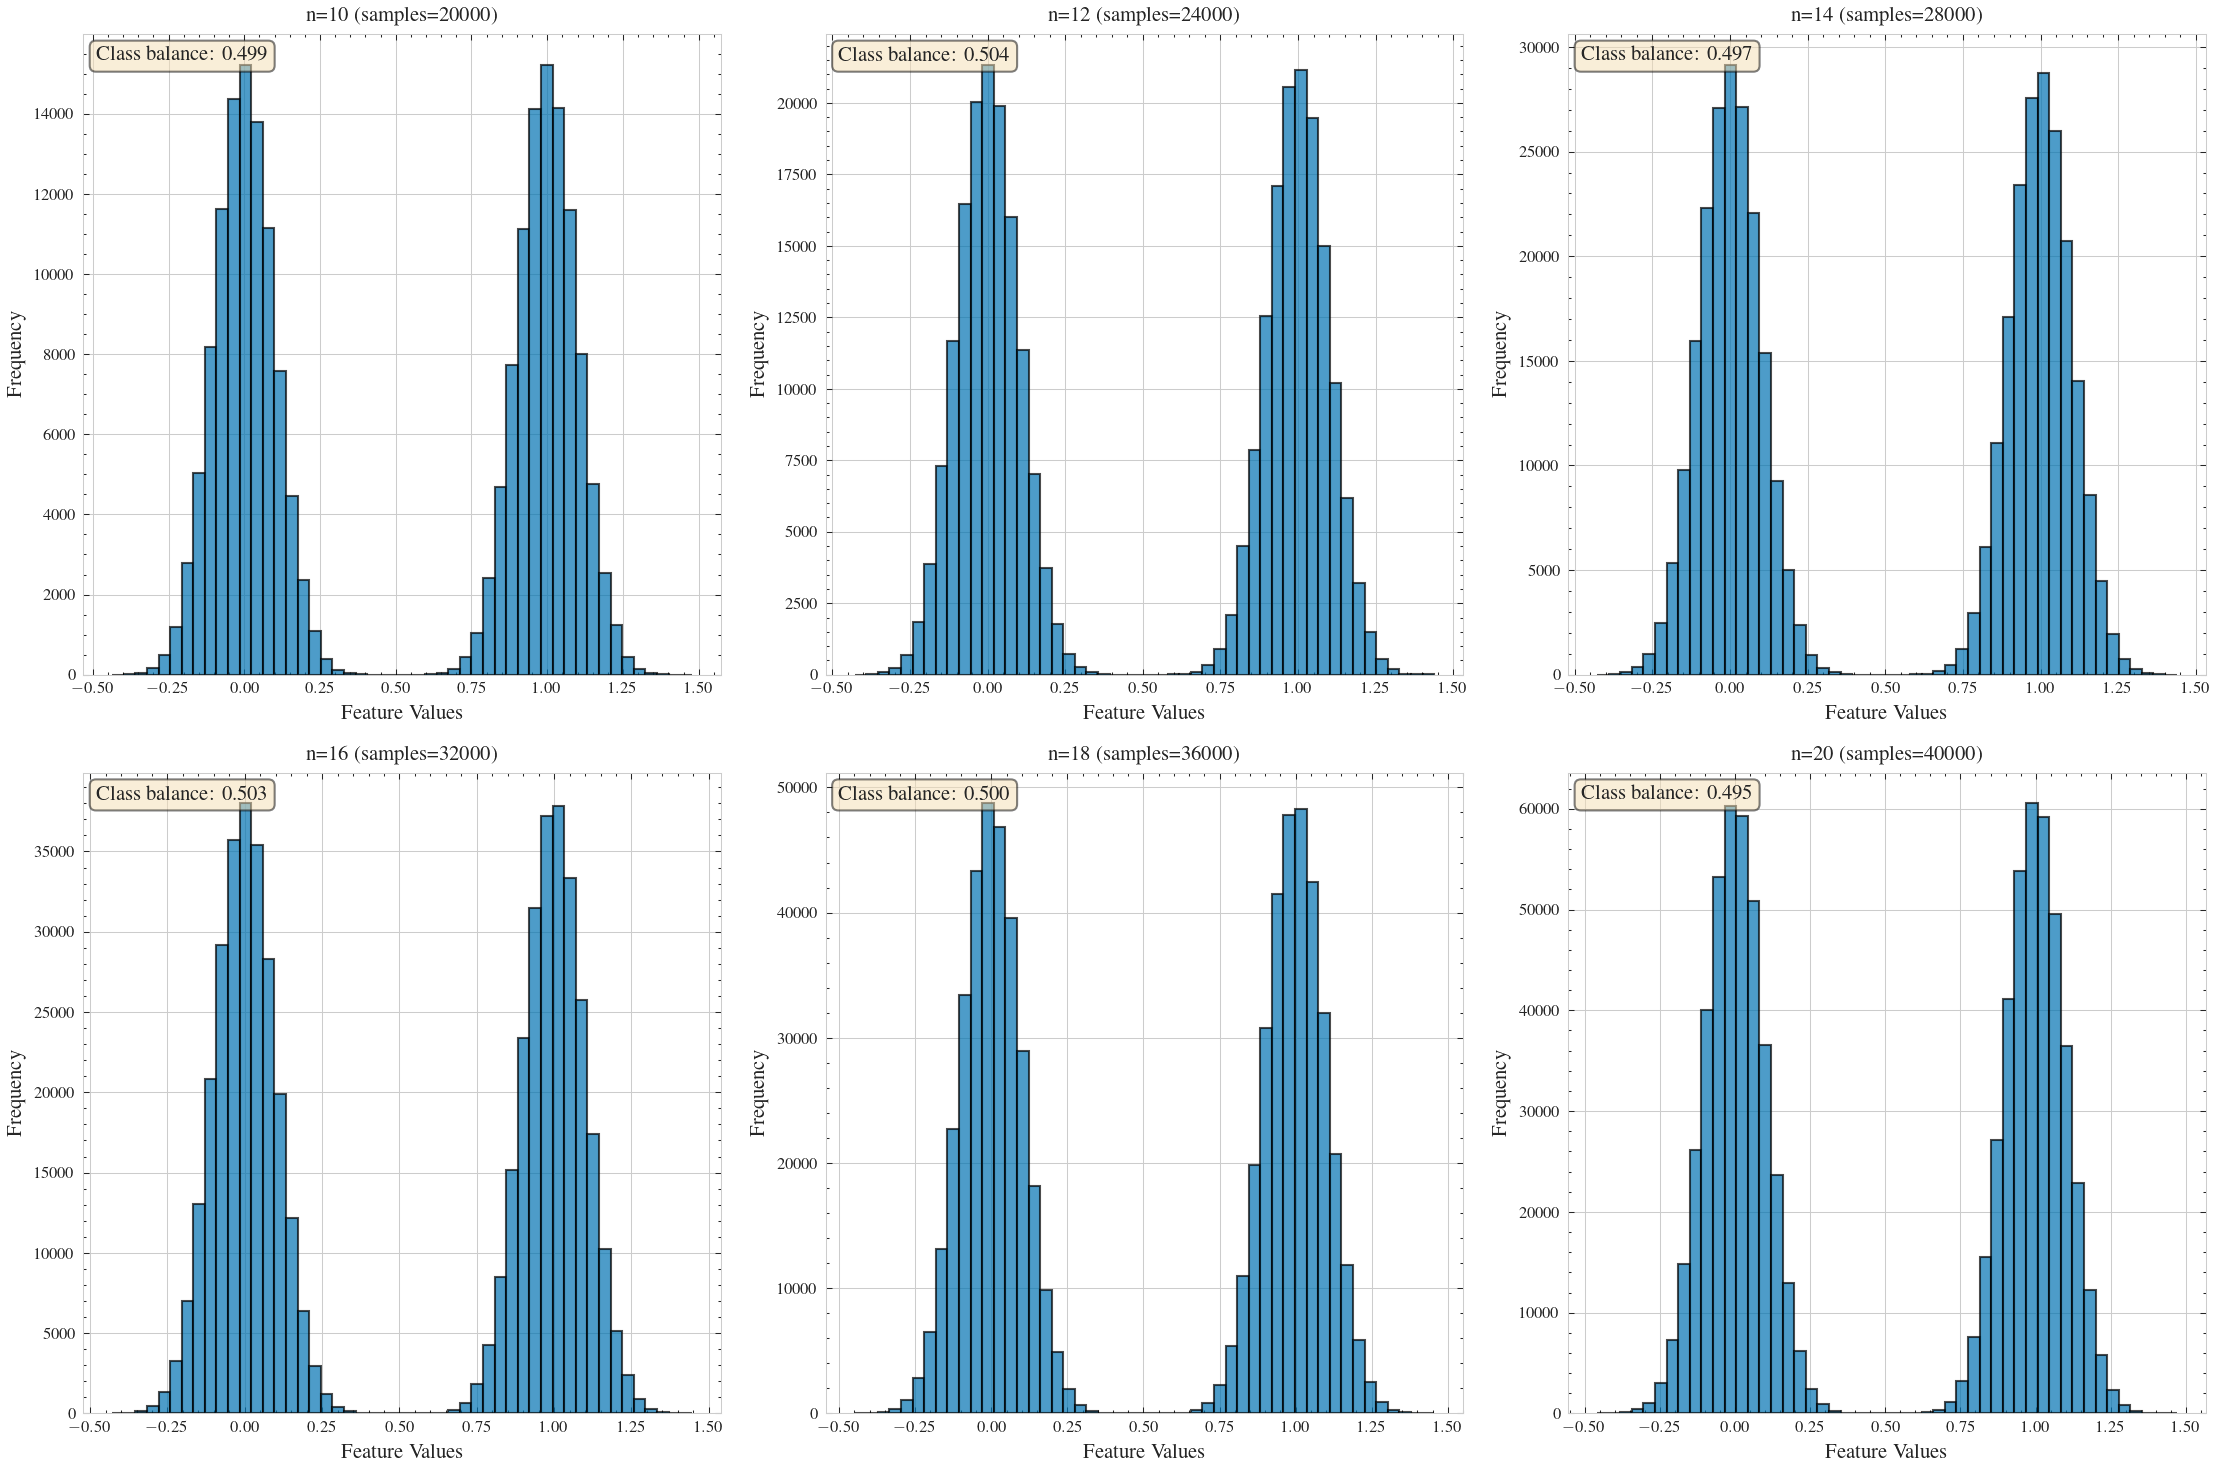 n=10 (samples=20000)
Class balance: 0.499
Frequency
14000
12000
10000
8000
6000
4000
2000
0
−0.50 −0.25 0.00 0.25 0.50 0.75 1.00 1.25 1.50
Feature Values
n=12 (samples=24000)
Class balance: 0.504
Frequency
20000
17500
15000
12500
10000
7500
5000
2500
0
−0.50 −0.25 0.00 0.25 0.50 0.75 1.00 1.25 1.50
Feature Values
n=14 (samples=28000)
Class balance: 0.497
Frequency
30000
25000
20000
15000
10000
5000
0
−0.50 −0.25 0.00 0.25 0.50 0.75 1.00 1.25 1.50
Feature Values
n=16 (samples=32000)
Class balance: 0.503
Frequency
35000
30000
25000
20000
15000
10000
5000
0
−0.50 −0.25 0.00 0.25 0.50 0.75 1.00 1.25 1.50
Feature Values
n=18 (samples=36000)
Class balance: 0.500
Frequency
50000
40000
30000
20000
10000
0
−0.50 −0.25 0.00 0.25 0.50 0.75 1.00 1.25 1.50
Feature Values
n=20 (samples=40000)
Class balance: 0.495
Frequency
60000
50000
40000
30000
20000
10000
0
−0.50 −0.25 0.00 0.25 0.50 0.75 1.00 1.25 1.50
Feature Values